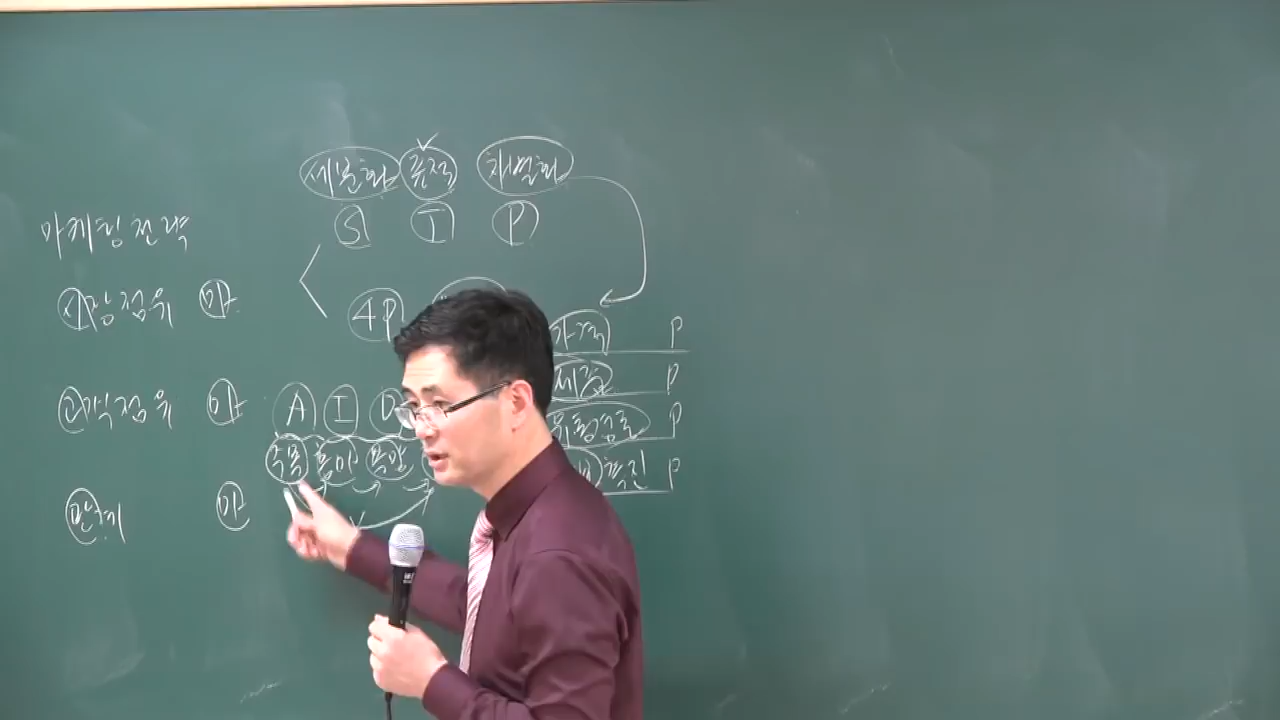 세분화 표적 차별화
S T P
마케팅 전략
시장점유 마
4P
가격 P
고객점유 마
A I D
제품 P
유통경로 P
주목 흥미 욕망
촉진 P
관계 마